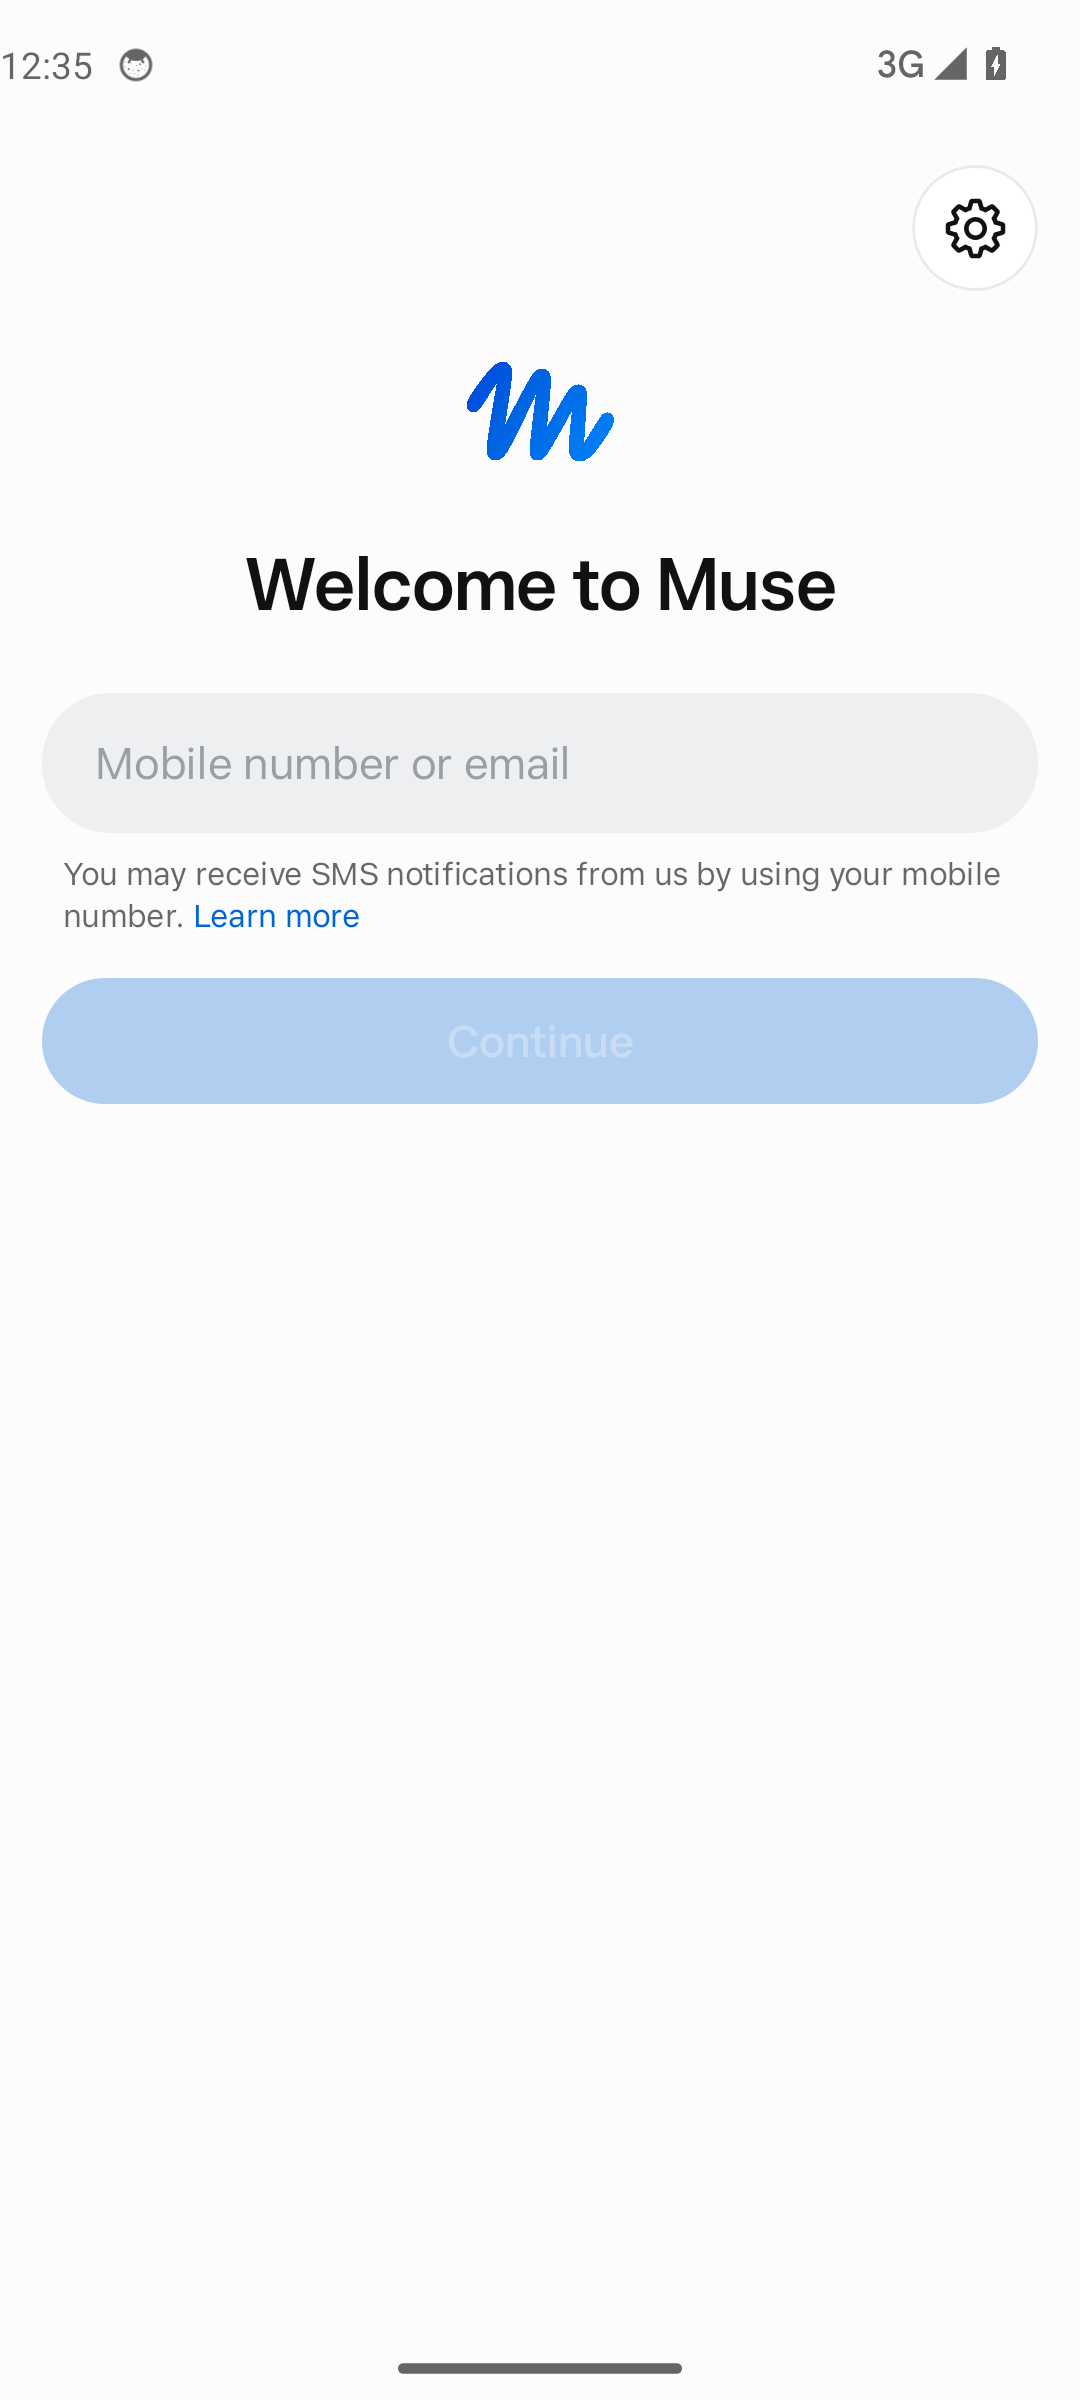 12:35
3G
Welcome to Muse
Mobile number or email
You may receive SMS notifications from us by using your mobile
number. Learn more
Continue